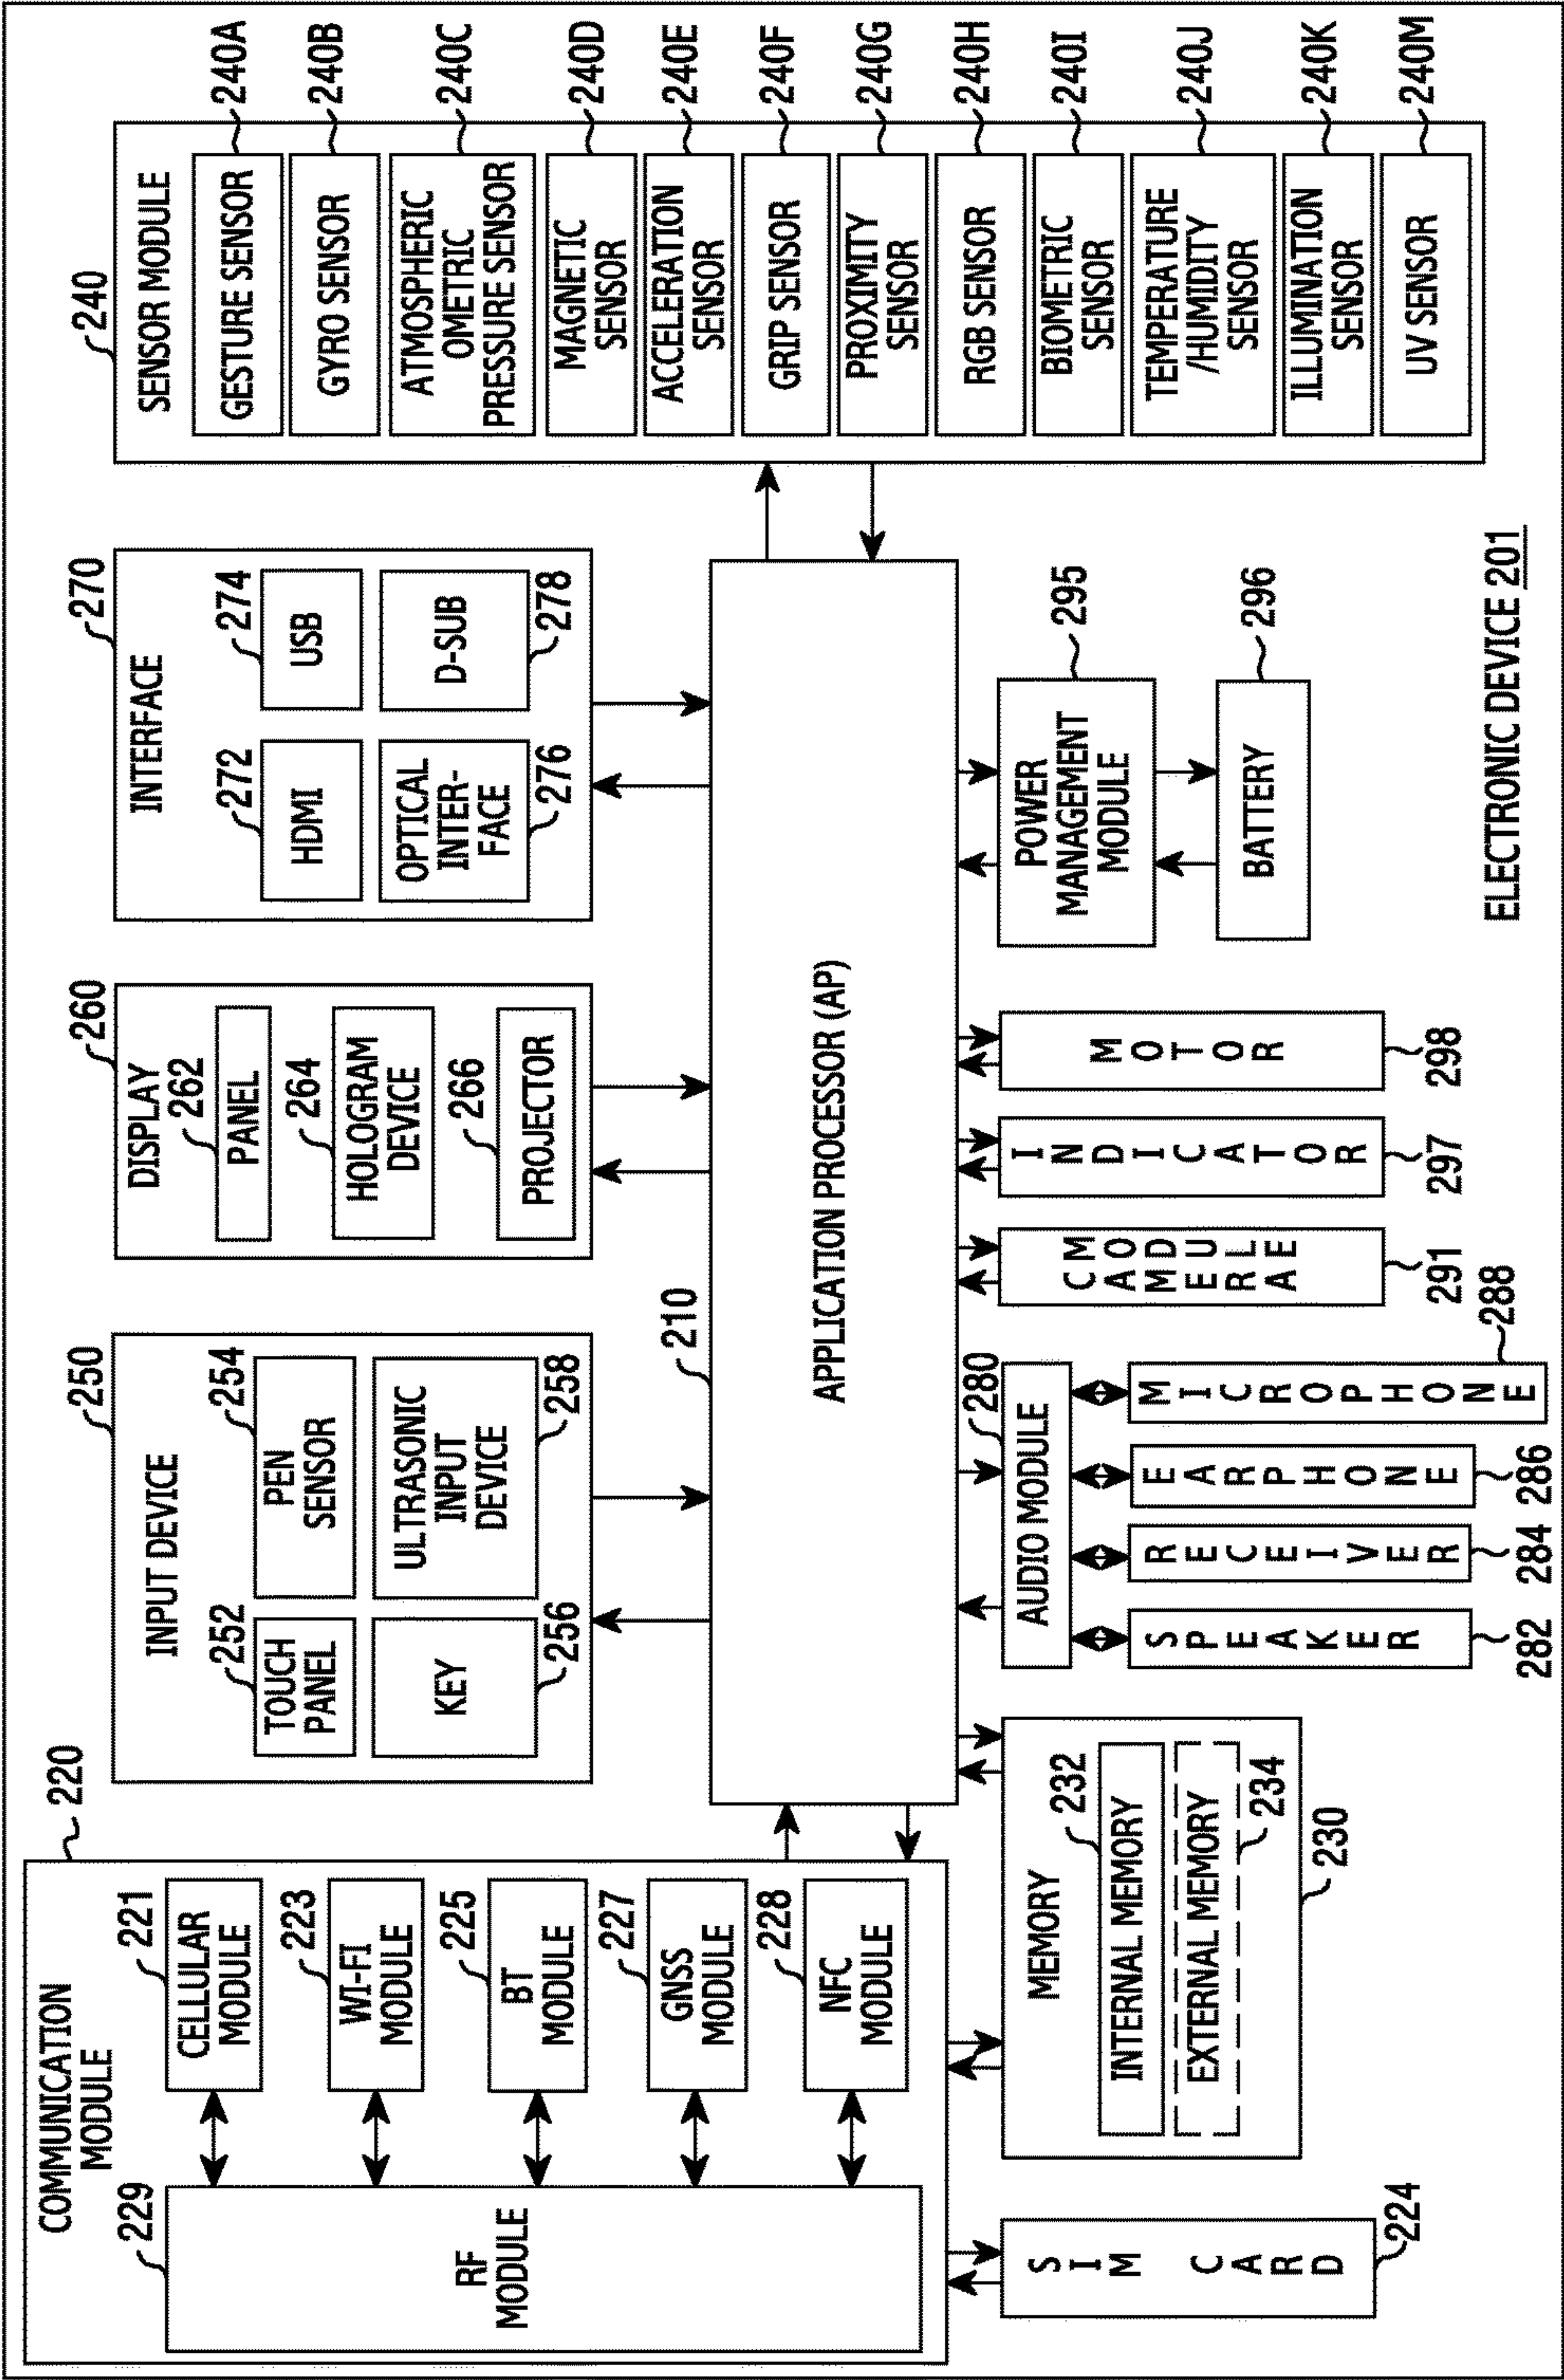 COMMUNICATION
MODULE
220
229
RF
MODULE
221
CELLULAR
MODULE
223
WI-FI
MODULE
225
BT
MODULE
227
GNSS
MODULE
228
NFC
MODULE
250
INPUT DEVICE
252
TOUCH
PANEL
254
PEN
SENSOR
KEY
256
ULTRASONIC
INPUT
DEVICE
258
260
DISPLAY
262
PANEL
264
HOLOGRAM
DEVICE
266
PROJECTOR
270
INTERFACE
272
HDMI
274
USB
OPTICAL
INTER-
FACE
276
D-SUB
278
240
SENSOR MODULE
GESTURE SENSOR
240A
GYRO SENSOR
240B
ATMOSPHERIC
OMETRIC
PRESSURE SENSOR
240C
MAGNETIC
SENSOR
240D
ACCELERATION
SENSOR
240E
GRIP SENSOR
240F
PROXIMITY
SENSOR
240G
RGB SENSOR
240H
BIOMETRIC
SENSOR
240I
TEMPERATURE
/HUMIDITY
SENSOR
240J
ILLUMINATION
SENSOR
240K
UV SENSOR
240M
210
APPLICATION PROCESSOR (AP)
SIM CARD
224
MEMORY
232
INTERNAL MEMORY
EXTERNAL MEMORY
234
230
280
AUDIO MODULE
SPEAKER
282
RECEIVER
284
EARPHONE
286
MICROPHONE
288
CAMERA
MODULE
291
INDICATOR
297
MOTOR
298
POWER
MANAGEMENT
MODULE
295
BATTERY
296
ELECTRONIC DEVICE 201